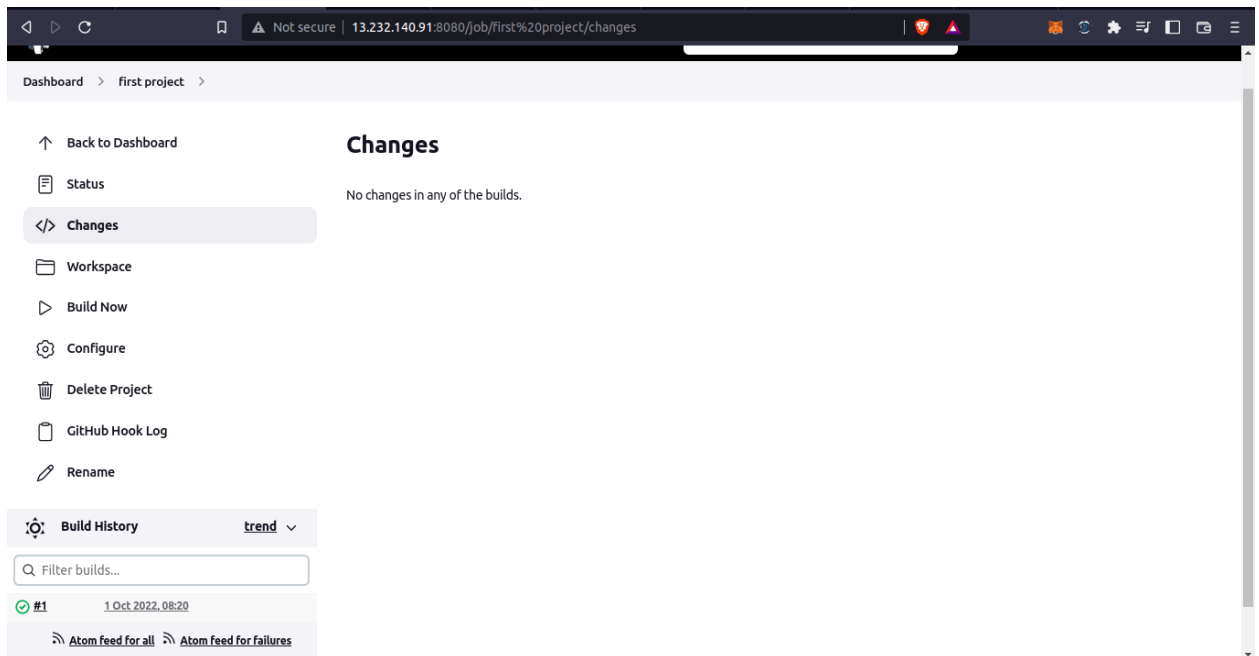 Not secure 13.232.140.91:8080/job/first%20project/changes
Dashboard first project
Back to Dashboard
Changes
Status
No changes in any of the builds.
Changes
Workspace
Build Now
Configure
Delete Project
GitHub Hook Log
Rename
Build History trend
Filter builds...
#1 1 Oct 2022, 08:20
Atom feed for all Atom feed for failures